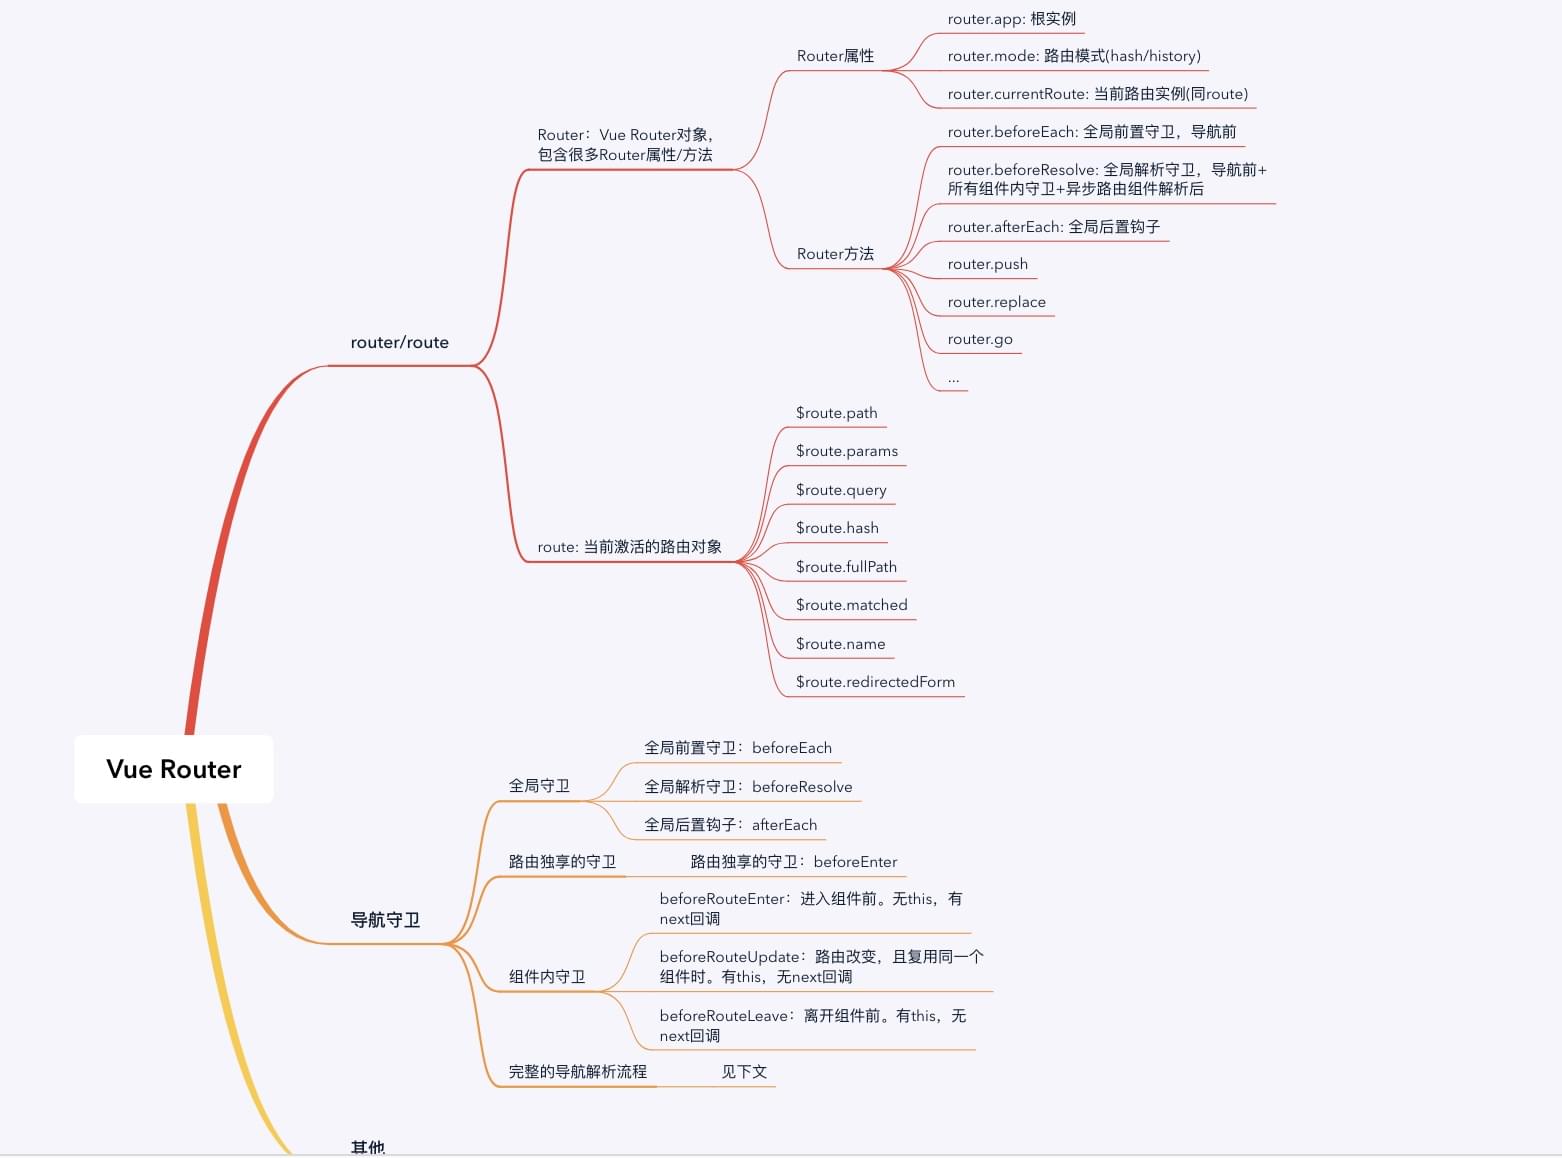 Vue Router
router/route
Router：Vue Router对象，
包含很多Router属性/方法
Router属性
router.app: 根实例
router.mode: 路由模式(hash/history)
router.currentRoute: 当前路由实例(同route)
Router方法
router.beforeEach: 全局前置守卫，导航前
router.beforeResolve: 全局解析守卫，导航前+
所有组件内守卫+异步路由组件解析后
router.afterEach: 全局后置钩子
router.push
router.replace
router.go
...
route: 当前激活的路由对象
$route.path
$route.params
$route.query
$route.hash
$route.fullPath
$route.matched
$route.name
$route.redirectedForm
导航守卫
全局守卫
全局前置守卫：beforeEach
全局解析守卫：beforeResolve
全局后置钩子：afterEach
路由独享的守卫
路由独享的守卫：beforeEnter
组件内守卫
beforeRouteEnter：进入组件前。无this，有
next回调
beforeRouteUpdate：路由改变，且复用同一个
组件时。有this，无next回调
beforeRouteLeave：离开组件前。有this，无
next回调
完整的导航解析流程
见下文
其他